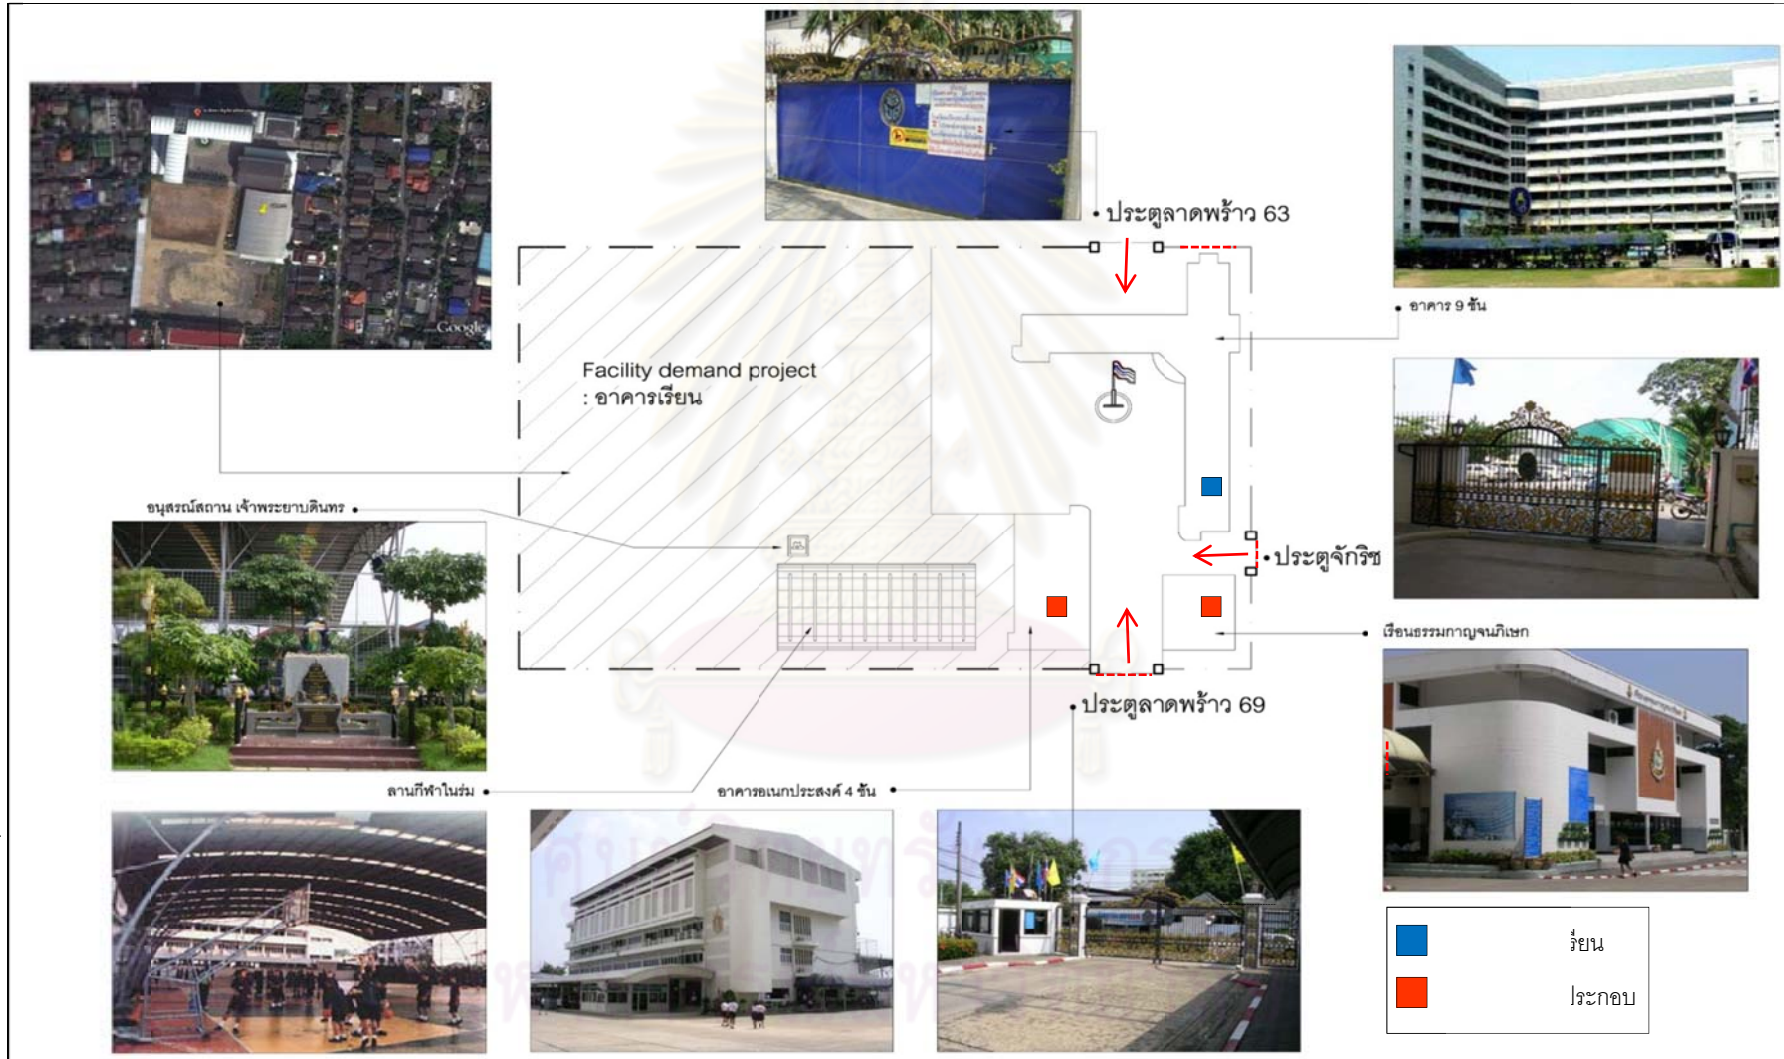 ประตูลาดพร้าว 63
อาคาร 9 ชั้น
Google
Facility demand project
: อาคารเรียน
อนุสรณ์สถาน เจ้าพระยาบดินทร
ประตูจักริช
เรือนธรรมกาญจนภิเษก
ประตูลาดพร้าว 69
ลานกีฬาในร่ม
อาคารอเนกประสงค์ 4 ชั้น
รียน
ประกอบ